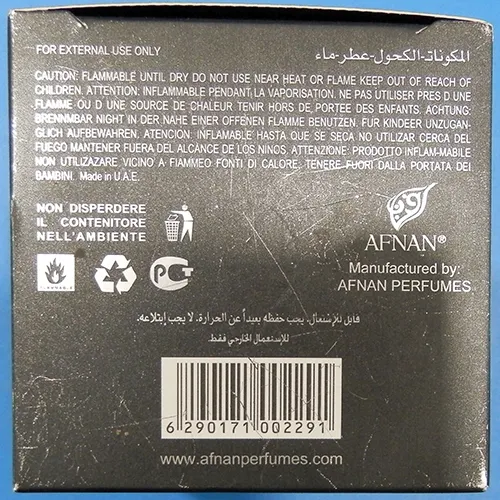 FOR EXTERNAL USE ONLY
المكونات-الكحول-عطر-ماء
CAUTION: FLAMMABLE UNTIL DRY DO NOT USE NEAR HEAT OR FLAME KEEP OUT OF REACH OF
CHILDREN. ATTENTION: INFLAMMABLE PENDANT LA VAPORISATION. NE PAS UTILISER PRES D UNE
FLAMME OU D UNE SOURCE DE CHALEUR TENIR HORS DE PORTEE DES ENFANTS. ACHTUNG:
BRENNMBAR NIGHT IN DER NAHE EINER OFFENEN FLAMME BENUTZEN, FUR KINDEER UNZUGAN-
GLICH AUFBEWAHREN. ATENCION: INFLAMABLE HASTA QUE SE SECA NO UTILIZAR CERCA DEL
FUEGO MANTENER FUERA DEL ALCANCE DE LOS NINOS. ATTENZIONE: PRODOTTO INFLAM-MABILE
NON UTILIZAZARE VICINO A FIAMMEO FONTI DI CALORE. TENERE FUORI DALLA PORTATA DEI
BAMBINI. Made in U.A.E.
NON DISPERDERE
IL CONTENITORE
NELL'AMBIENTE
AFNAN®
Manufactured by:
AFNAN PERFUMES
قابل للإشتعال، يجب حفظه بعيداً عن الحرارة، لا يجب إبتلاعه.
للإستعمال الخارجي فقط.
6 290171 002291
www.afnanperfumes.com